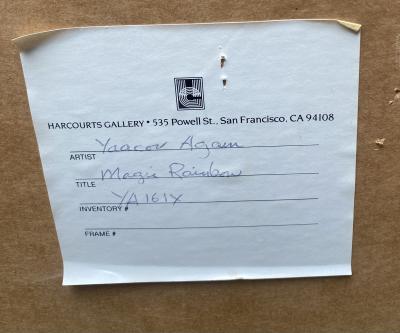 HARCOURTS GALLERY • 535 Powell St., San Francisco, CA 94108
ARTIST Yaacov Agam
TITLE Magic Rainbow
INVENTORY # YA161X
FRAME #